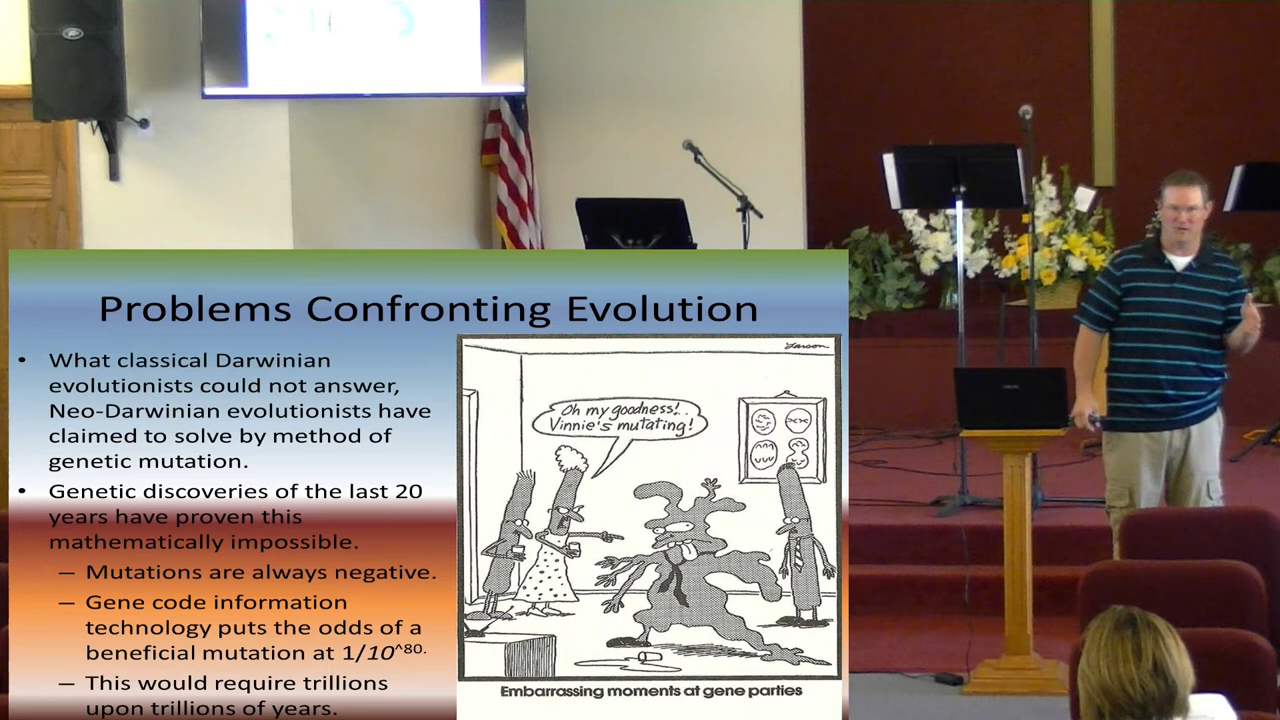 Problems Confronting Evolution
• What classical Darwinian
evolutionists could not answer,
Neo-Darwinian evolutionists have
claimed to solve by method of
genetic mutation.
• Genetic discoveries of the last 20
years have proven this
mathematically impossible.
– Mutations are always negative.
– Gene code information
technology puts the odds of a
beneficial mutation at 1/10^80.
– This would require trillions
upon trillions of years.
Larson
Oh my goodness!..
Vinnie's mutating!
Embarrassing moments at gene parties